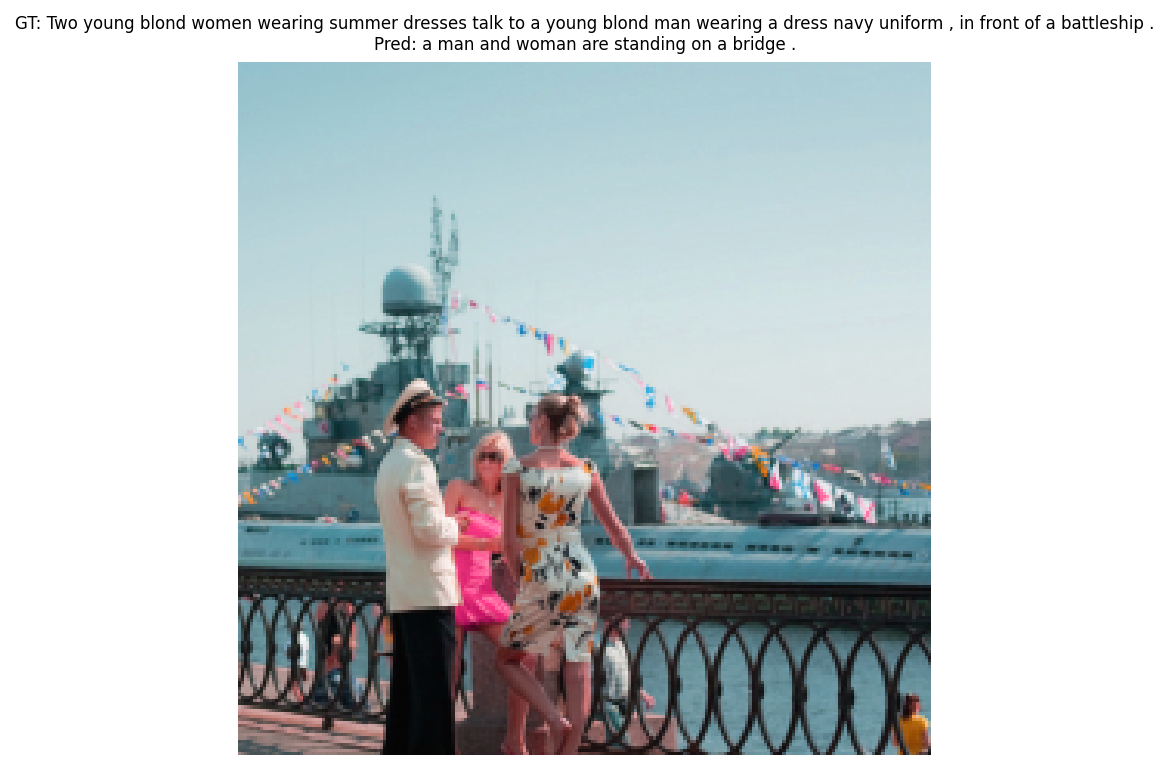 GT: Two young blond women wearing summer dresses talk to a young blond man wearing a dress navy uniform , in front of a battleship .
Pred: a man and woman are standing on a bridge .